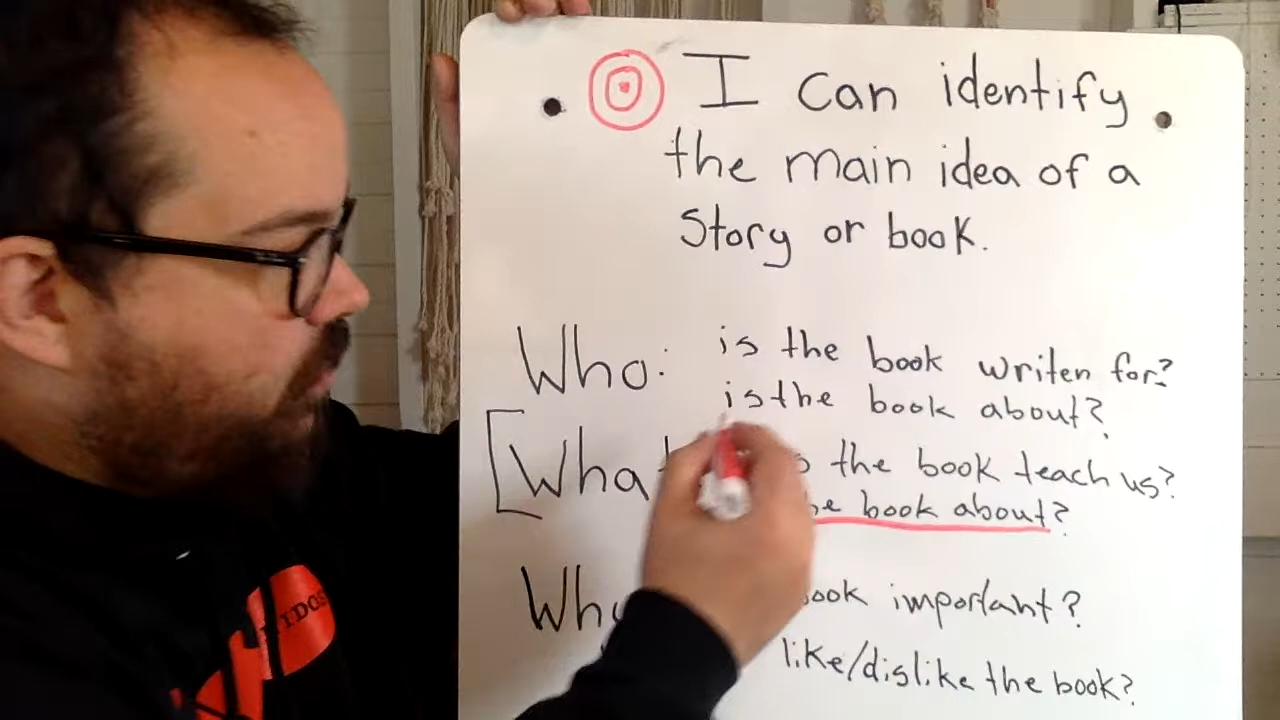 I can identify
the main idea of a
Story or book.
Who: is the book writen for?
is the book about?
the book teach us?
book about?
book important?
like/dislike the book?